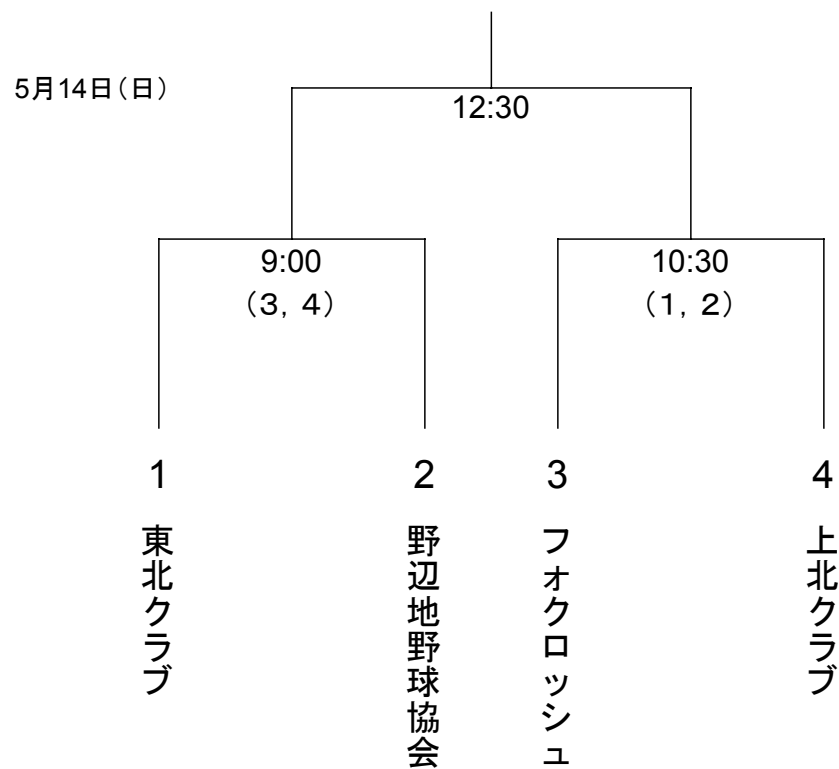 5月14日(日)
12:30
9:00
(3, 4)
10:30
(1, 2)
1
2
3
4
東北クラブ
野辺地野球協会
フォクロッシュ
上北クラブ